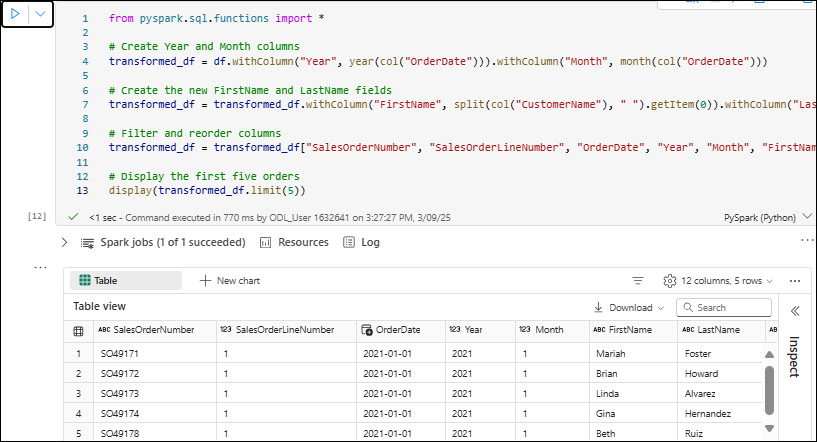 1 from pyspark.sql.functions import *
2
3 # Create Year and Month columns
4 transformed_df = df.withColumn("Year", year(col("OrderDate"))).withColumn("Month", month(col("OrderDate")))
5
6 # Create the new FirstName and LastName fields
7 transformed_df = transformed_df.withColumn("FirstName", split(col("CustomerName"), " ").getItem(0)).withColumn("Las
8
9 # Filter and reorder columns
10 transformed_df = transformed_df["SalesOrderNumber", "SalesOrderLineNumber", "OrderDate", "Year", "Month", "FirstNam
11
12 # Display the first five orders
13 display(transformed_df.limit(5))
[12] <1 sec - Command executed in 770 ms by ODL_User 1632641 on 3:27:27 PM, 3/09/25 PySpark (Python)
Spark jobs (1 of 1 succeeded) Resources Log
Table New chart 12 columns, 5 rows
Table view Download Search
ABC SalesOrderNumber 123 SalesOrderLineNumber OrderDate 123 Year 123 Month ABC FirstName ABC LastName
1 SO49171 1 2021-01-01 2021 1 Mariah Foster
2 SO49172 1 2021-01-01 2021 1 Brian Howard
3 SO49173 1 2021-01-01 2021 1 Linda Alvarez
4 SO49174 1 2021-01-01 2021 1 Gina Hernandez
5 SO49178 1 2021-01-01 2021 1 Beth Ruiz
Inspect